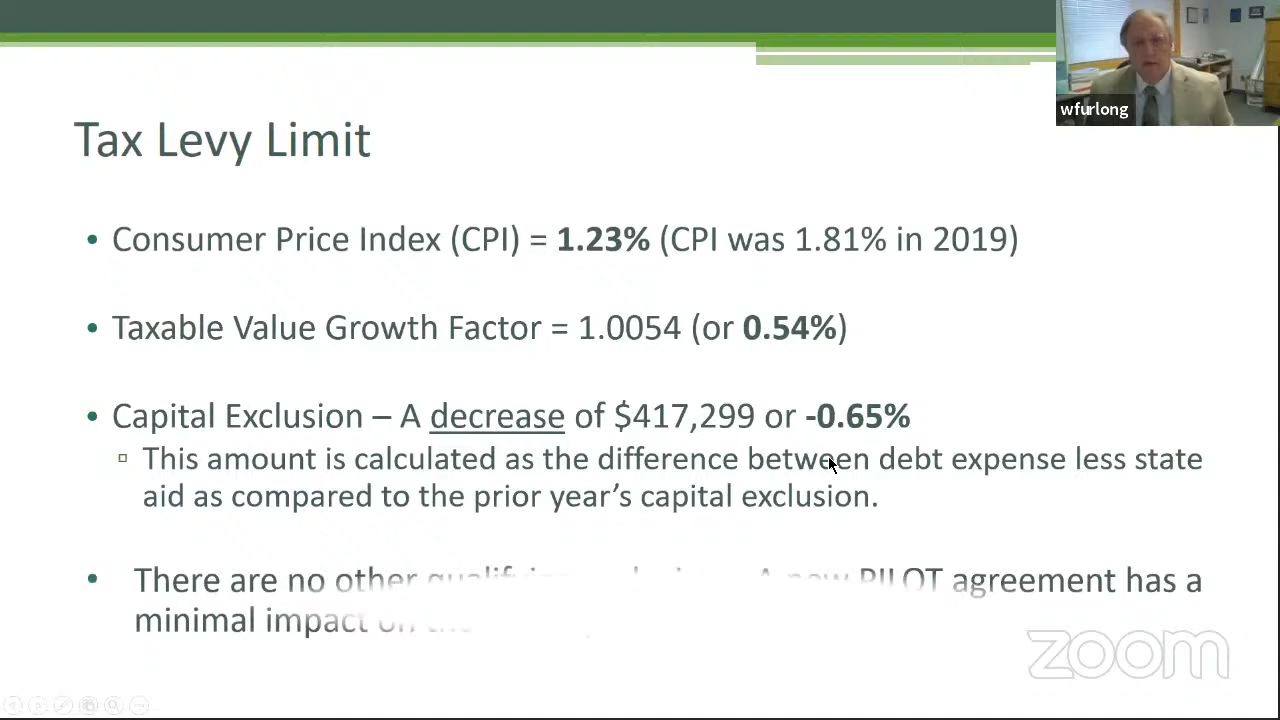 wfurlong
Tax Levy Limit
• Consumer Price Index (CPI) = 1.23% (CPI was 1.81% in 2019)
• Taxable Value Growth Factor = 1.0054 (or 0.54%)
• Capital Exclusion – A decrease of $417,299 or -0.65%
▫ This amount is calculated as the difference between debt expense less state
aid as compared to the prior year’s capital exclusion.
• There are no other PILOT agreement has a
minimal impact on
zoom